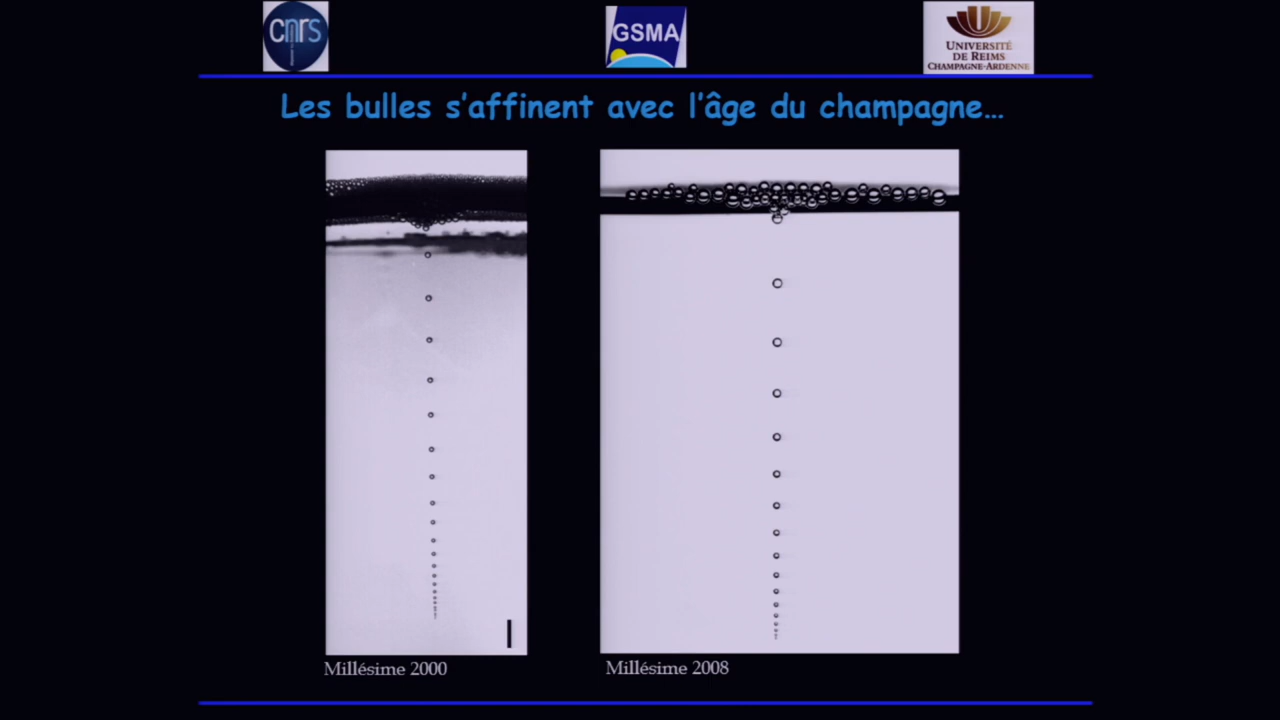 cnrs
GSMA
UNIVERSITÉ
DE REIMS
CHAMPAGNE-ARDENNE
Les bulles s'affinent avec l'âge du champagne...
Millésime 2000
Millésime 2008